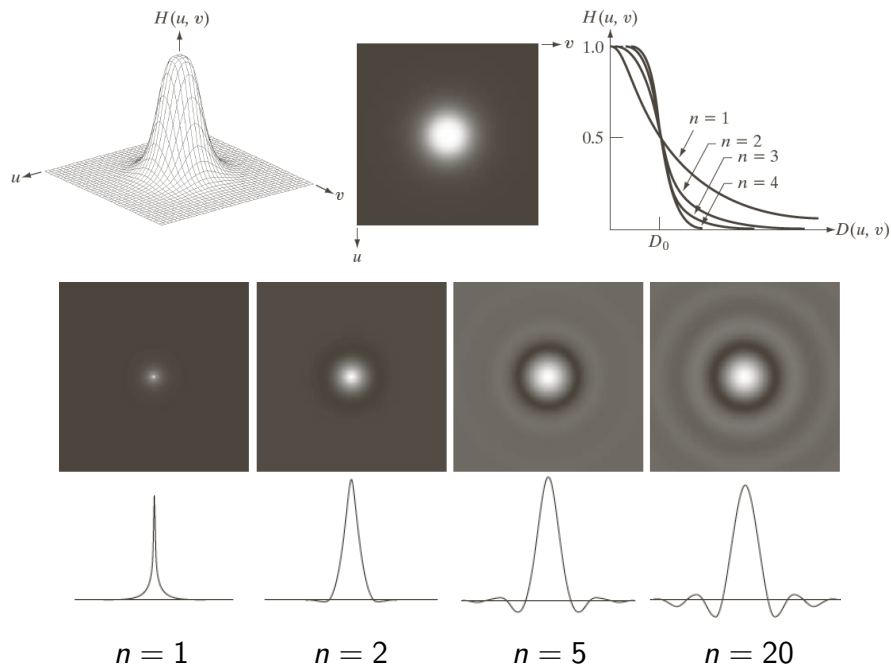 H(u, v)
u
v
v
u
H(u, v)
1.0
0.5
n = 1
n = 2
n = 3
n = 4
D₀
D(u, v)
n = 1
n = 2
n = 5
n = 20